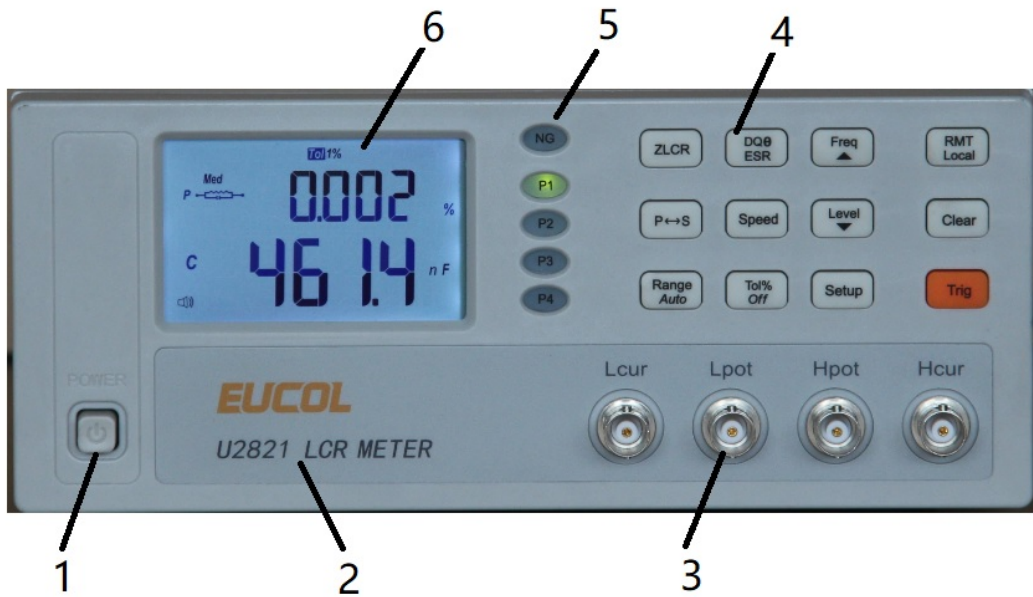 6
5
4
Tol 1%
Med
P
0.002 %
C
461.4 nF
NG
P1
P2
P3
P4
ZLCR
DQθ
ESR
Freq
RMT
Local
P↔S
Speed
Level
Clear
Range
Auto
Tol%
Off
Setup
Trig
POWER
EUCOL
U2821 LCR METER
Lcur
Lpot
Hpot
Hcur
1
2
3